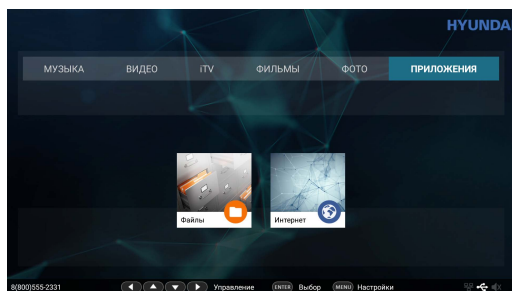 HYUNDA
МУЗЫКА ВИДЕО iTV ФИЛЬМЫ ФОТО ПРИЛОЖЕНИЯ
Файлы Интернет
8(800)555-2331 Управление ENTER Выбор MENU Настройки